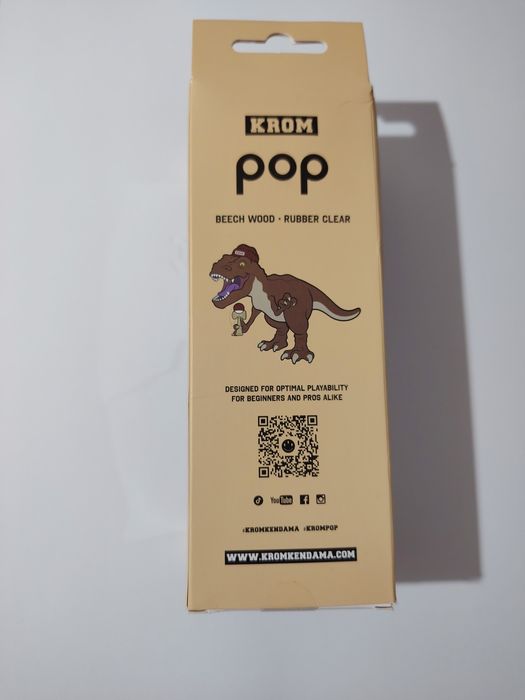 KROM
pop
BEECH WOOD · RUBBER CLEAR
DESIGNED FOR OPTIMAL PLAYABILITY
FOR BEGINNERS AND PROS ALIKE
YouTube
#KROMKENDAMA #KROMPOP
WWW.KROMKENDAMA.COM